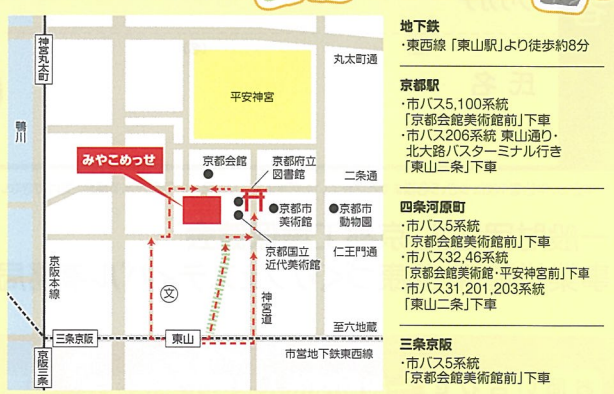 神宮丸太町
丸太町通
平安神宮
鴨川
みやこめっせ
京都会館
京都府立
図書館
二条通
京都市
美術館
京都市
動物園
京都国立
近代美術館
仁王門通
京阪本線
文
神宮道
至六地蔵
三条京阪
東山
市営地下鉄東西線
京阪三条
地下鉄
・東西線「東山駅」より徒歩約8分
京都駅
・市バス5,100系統
「京都会館美術館前」下車
・市バス206系統 東山通り・
北大路バスターミナル行き
「東山二条」下車
四条河原町
・市バス5系統
「京都会館美術館前」下車
・市バス32,46系統
「京都会館美術館・平安神宮前」下車
・市バス31,201,203系統
「東山二条」下車
三条京阪
・市バス5系統
「京都会館美術館前」下車